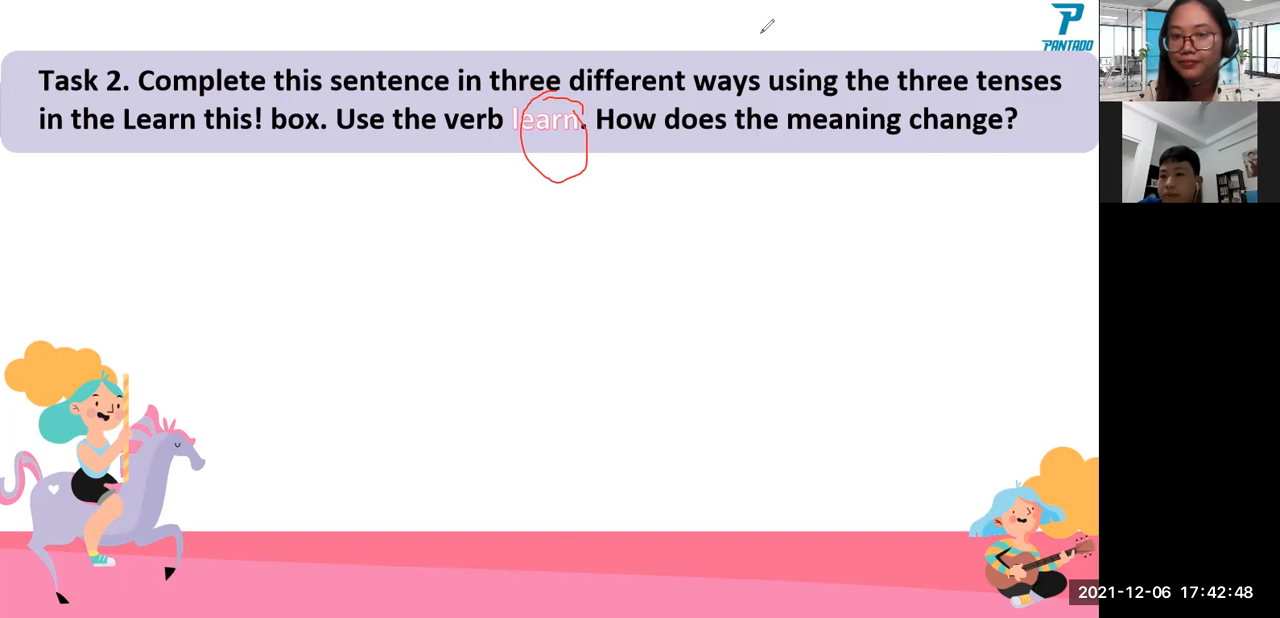 PANTADO
Task 2. Complete this sentence in three different ways using the three tenses
in the Learn this! box. Use the verb learn. How does the meaning change?
2021-12-06 17:42:48